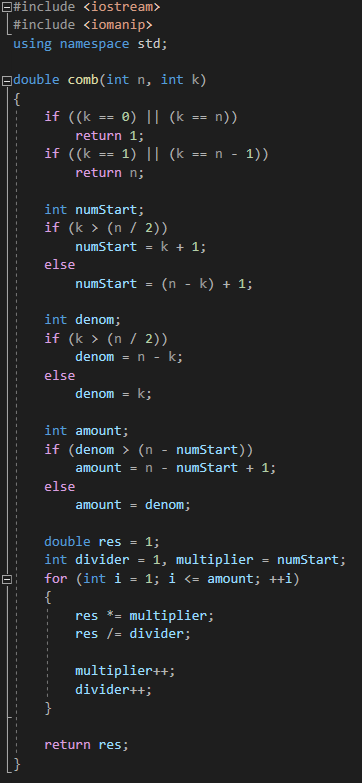 #include <iostream>
#include <iomanip>
using namespace std;

double comb(int n, int k)
{
    if ((k == 0) || (k == n))
        return 1;
    if ((k == 1) || (k == n - 1))
        return n;

    int numStart;
    if (k > (n / 2))
        numStart = k + 1;
    else
        numStart = (n - k) + 1;

    int denom;
    if (k > (n / 2))
        denom = n - k;
    else
        denom = k;

    int amount;
    if (denom > (n - numStart))
        amount = n - numStart + 1;
    else
        amount = denom;

    double res = 1;
    int divider = 1, multiplier = numStart;
    for (int i = 1; i <= amount; ++i)
    {
        res *= multiplier;
        res /= divider;

        multiplier++;
        divider++;
    }

    return res;
}